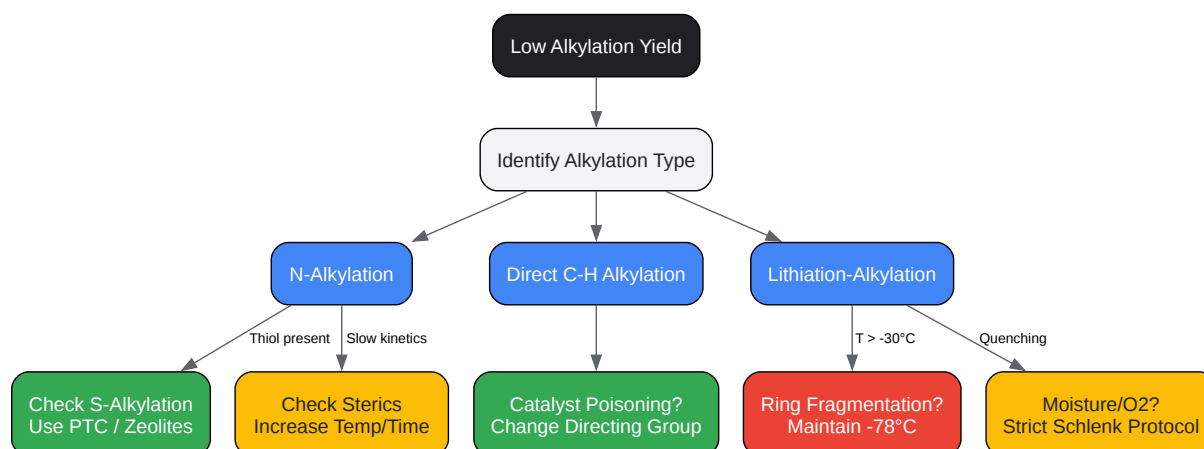 Low Alkylation Yield
Identify Alkylation Type
N-Alkylation
Direct C-H Alkylation
Lithiation-Alkylation
Thiol present
Slow kinetics
T > -30°C
Quenching
Check S-Alkylation
Use PTC / Zeolites
Check Sterics
Increase Temp/Time
Catalyst Poisoning?
Change Directing Group
Ring Fragmentation?
Maintain -78°C
Moisture/O2?
Strict Schlenk Protocol